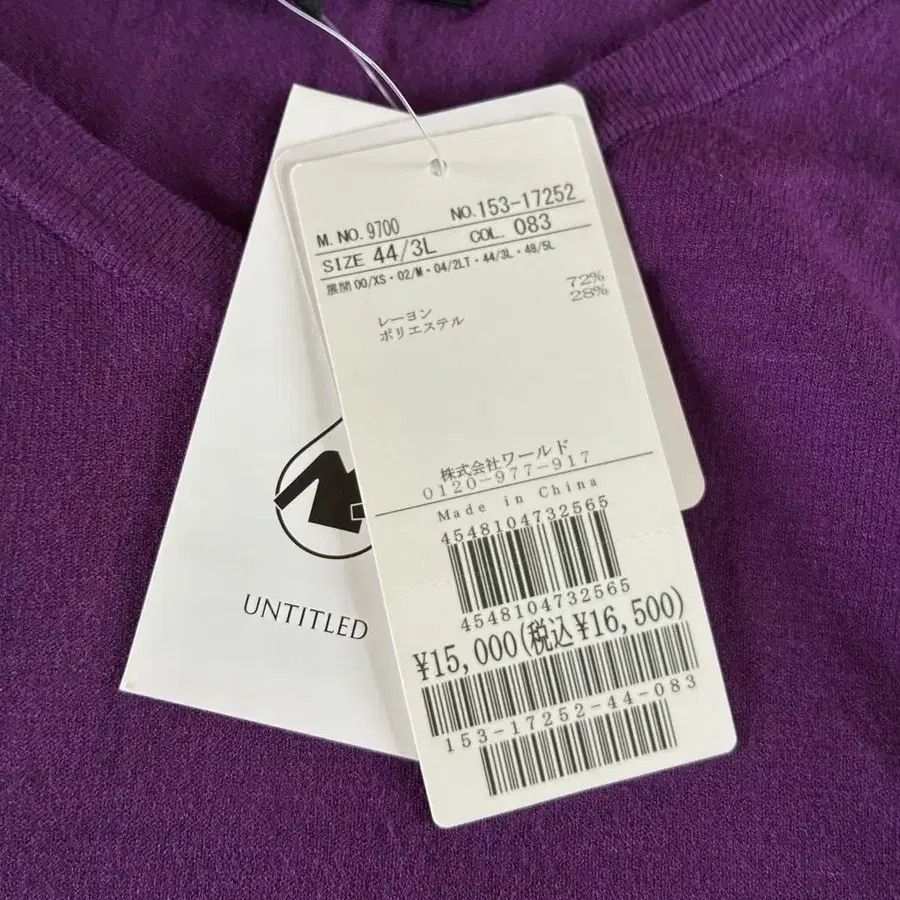 M. NO. 9700 NO. 153-17252
SIZE 44/3L COL. 083
展開 00/XS・02/M・04/2LT・44/3L・48/5L
レーヨン 72%
ポリエステル 28%
株式会社ワールド
0120-977-917
Made in China
4548104732565
4548104732565
¥15,000(税込¥16,500)
153-17252-44-083
UNTITLED